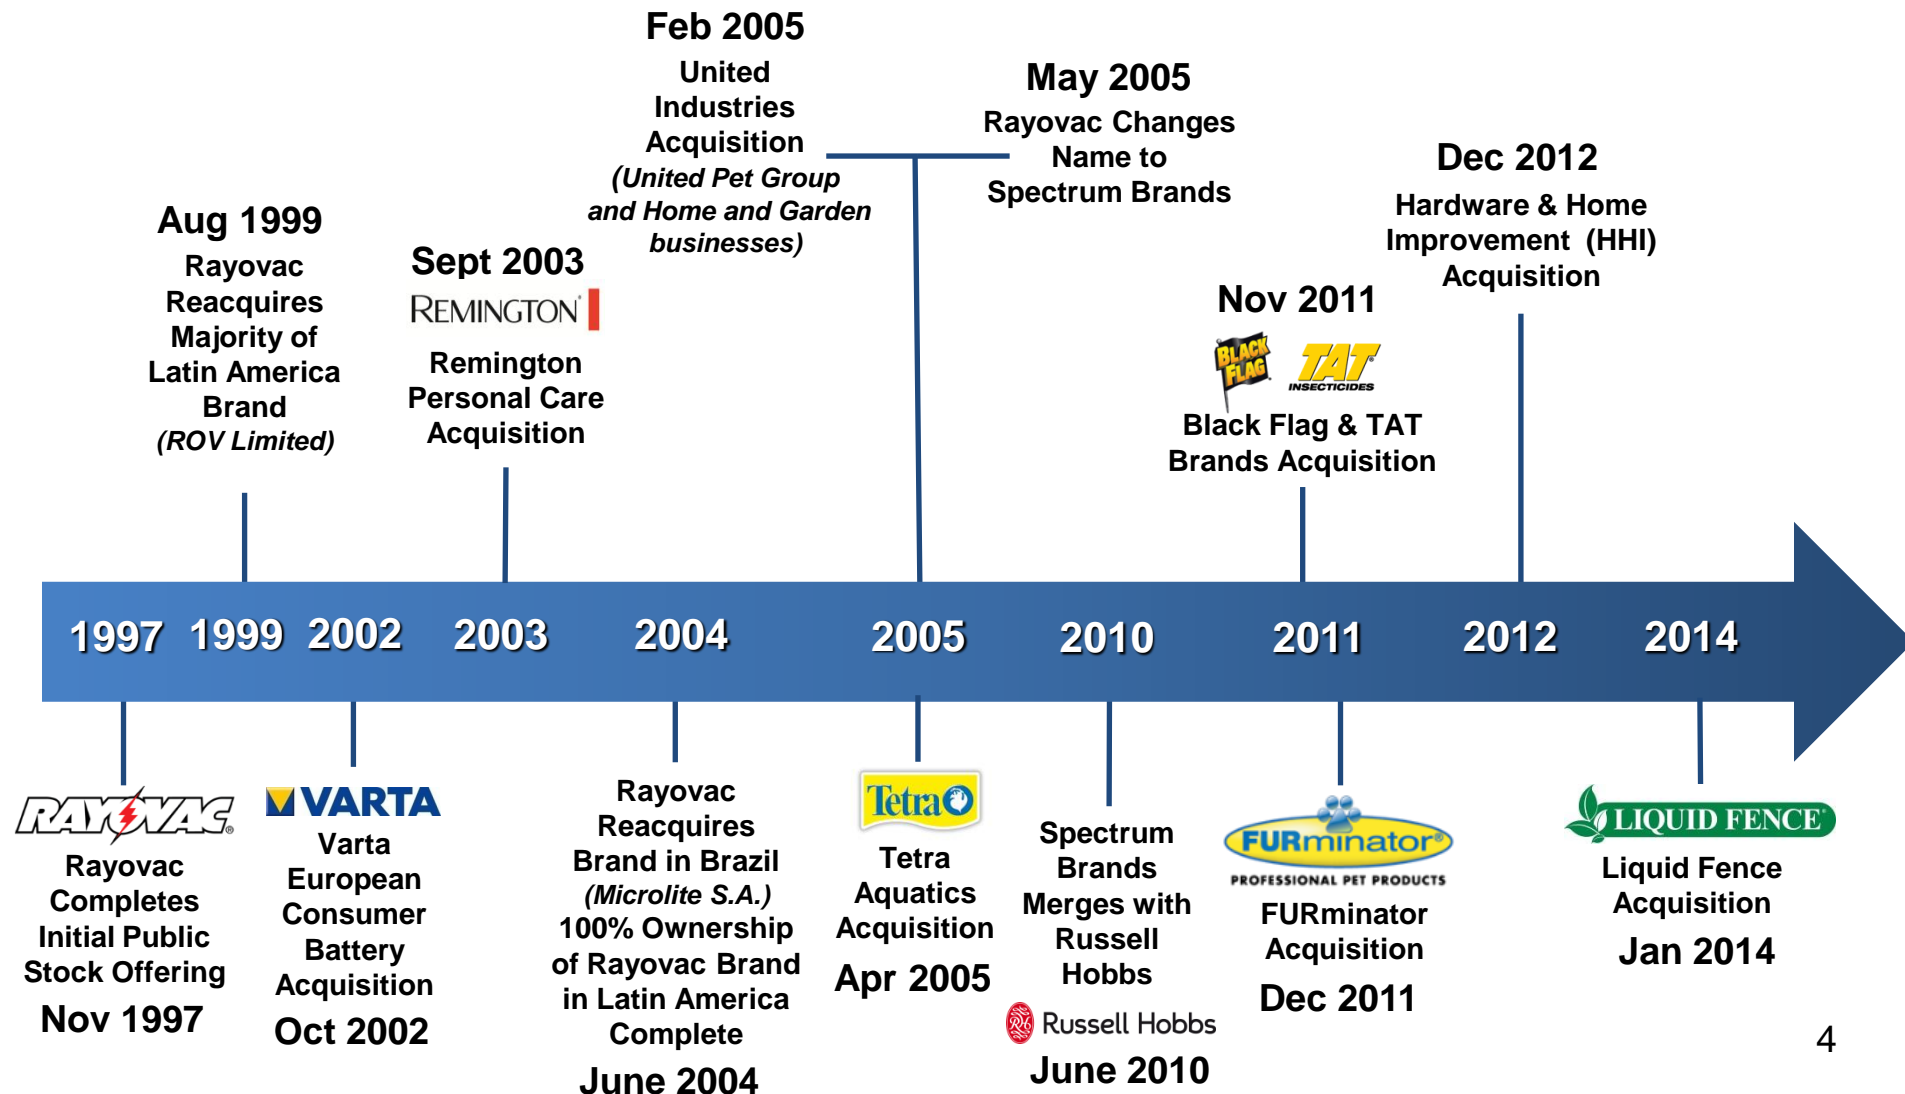 Feb 2005
United
Industries
Acquisition
(United Pet Group
and Home and Garden
businesses)
May 2005
Rayovac Changes
Name to
Spectrum Brands
Dec 2012
Hardware & Home
Improvement (HHI)
Acquisition
Aug 1999
Rayovac
Reacquires
Majority of
Latin America
Brand
(ROV Limited)
Sept 2003
REMINGTON
Remington
Personal Care
Acquisition
Nov 2011
BLACK
FLAG
TAT
INSECTICIDES
Black Flag & TAT
Brands Acquisition
1997 1999 2002 2003 2004 2005 2010 2011 2012 2014
RAYOVAC
Rayovac
Completes
Initial Public
Stock Offering
Nov 1997
VARTA
Varta
European
Consumer
Battery
Acquisition
Oct 2002
Rayovac
Reacquires
Brand in Brazil
(Microlite S.A.)
100% Ownership
of Rayovac Brand
in Latin America
Complete
June 2004
Tetra
Tetra
Aquatics
Acquisition
Apr 2005
Spectrum
Brands
Merges with
Russell
Hobbs
Rh Russell Hobbs
June 2010
FURminator®
PROFESSIONAL PET PRODUCTS
FURminator
Acquisition
Dec 2011
LIQUID FENCE
Liquid Fence
Acquisition
Jan 2014
4